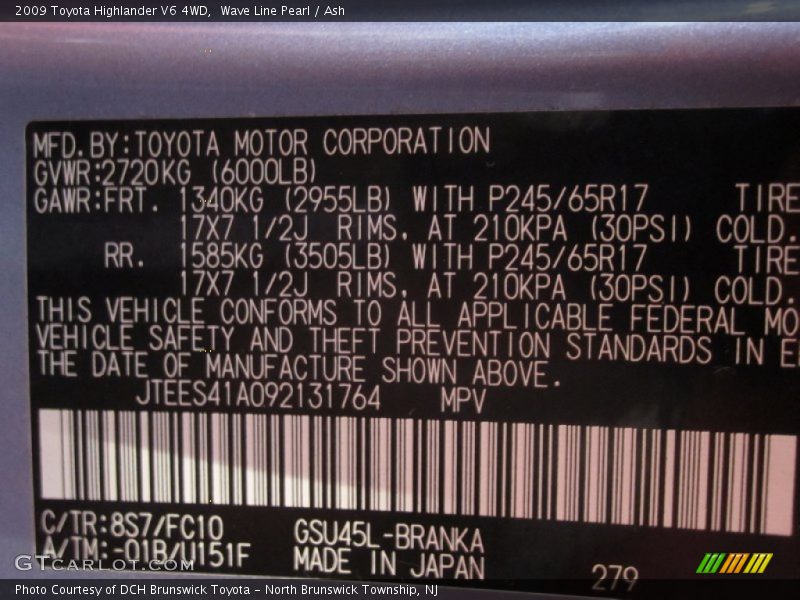 2009 Toyota Highlander V6 4WD,  Wave Line Pearl / Ash
MFD.BY:TOYOTA MOTOR CORPORATION
GVWR:2720KG (6000LB)
GAWR:FRT. 1340KG (2955LB) WITH P245/65R17 TIRE
17X7 1/2J RIMS, AT 210KPA (30PSI) COLD.
RR. 1585KG (3505LB) WITH P245/65R17 TIRE
17X7 1/2J RIMS, AT 210KPA (30PSI) COLD.
THIS VEHICLE CONFORMS TO ALL APPLICABLE FEDERAL MO
VEHICLE SAFETY AND THEFT PREVENTION STANDARDS IN E
THE DATE OF MANUFACTURE SHOWN ABOVE.
JTEES41A092131764 MPV
C/TR:8S7/FC10 GSU45L-BRANKA
A/TM:-01B/U151F MADE IN JAPAN
279
GTCARLOT.COM
Photo Courtesy of DCH Brunswick Toyota – North Brunswick Township, NJ